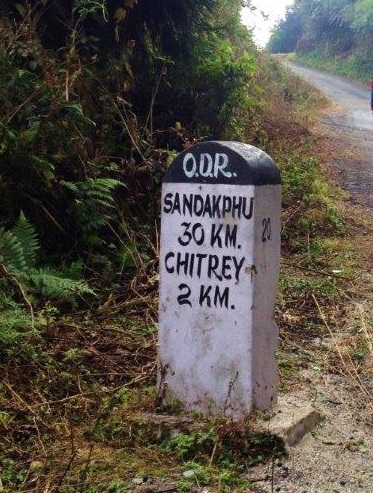 O.D.R.
SANDAKPHU
30 KM.
CHITREY
2 KM.
20